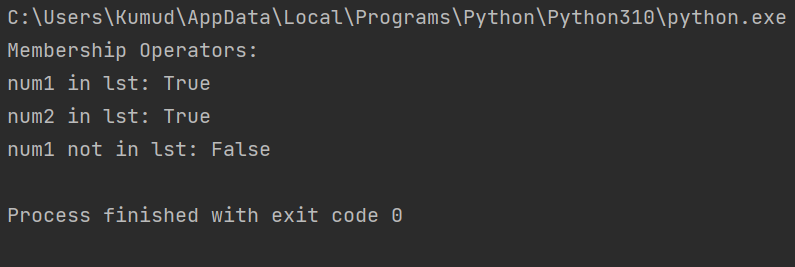 C:\Users\Kumud\AppData\Local\Programs\Python\Python310\python.exe
Membership Operators:
num1 in lst: True
num2 in lst: True
num1 not in lst: False
Process finished with exit code 0